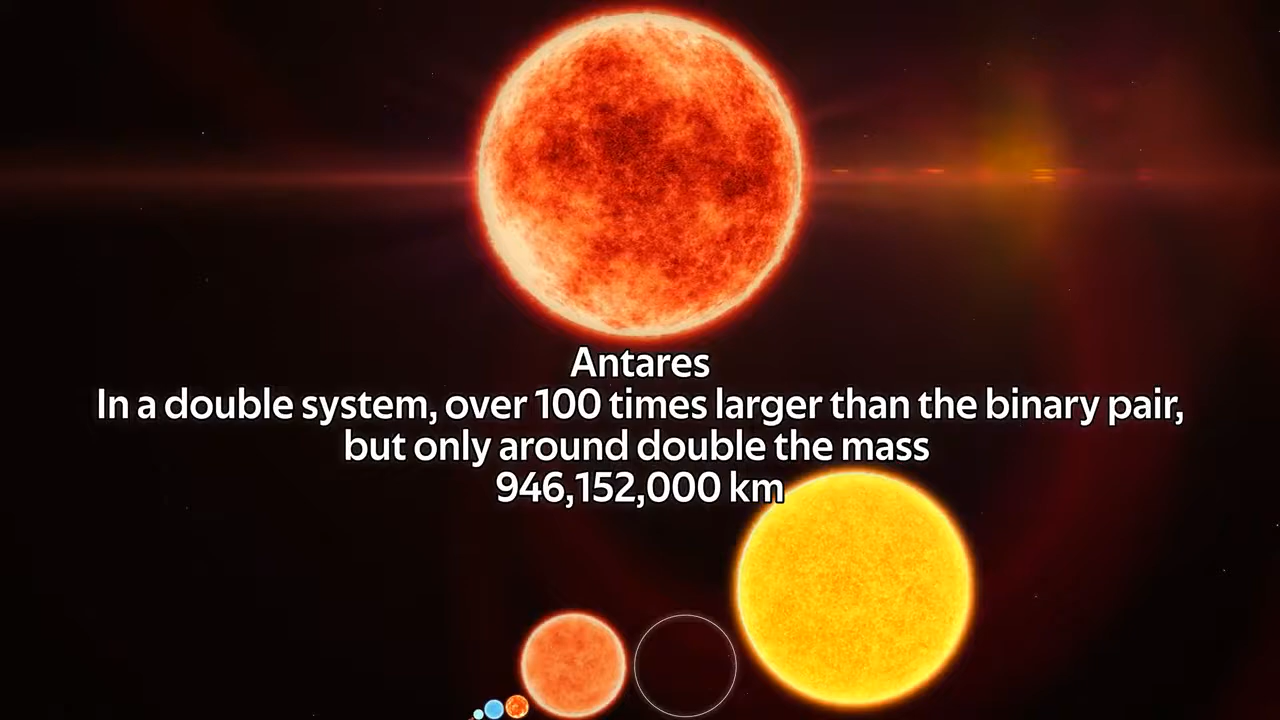 Antares
In a double system, over 100 times larger than the binary pair,
but only around double the mass
946,152,000 km